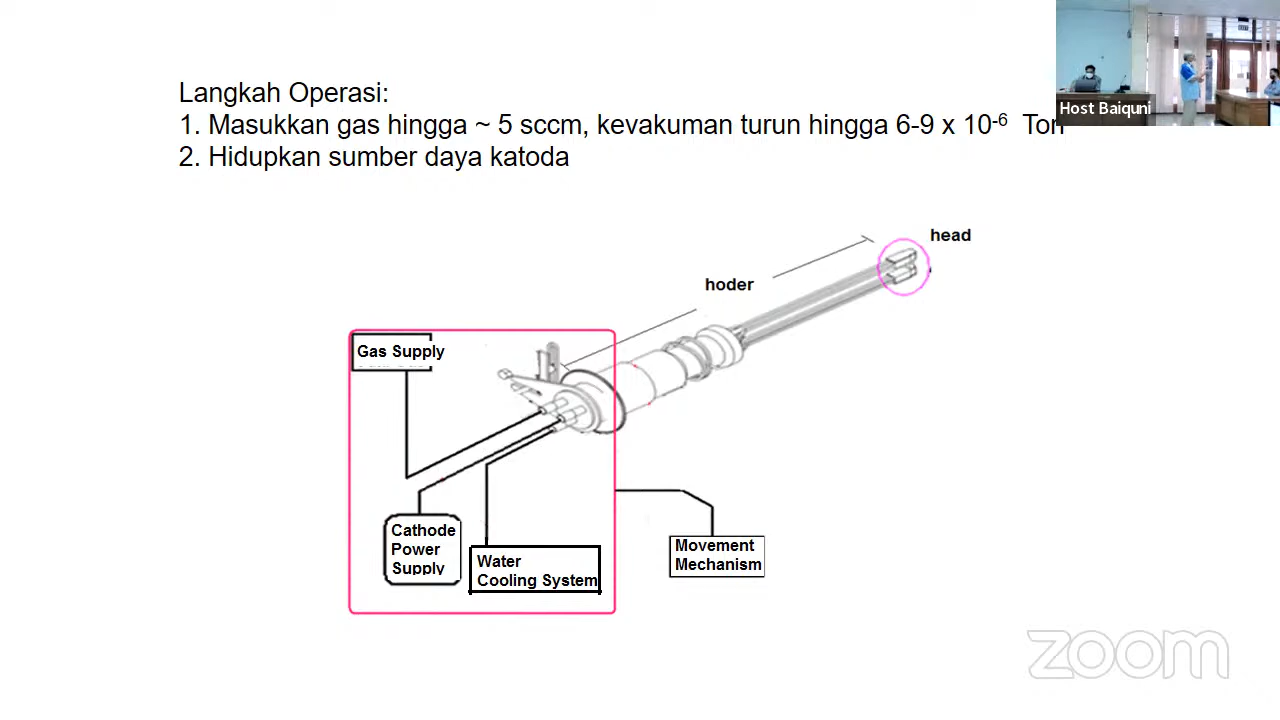 Langkah Operasi:
1. Masukkan gas hingga ~ 5 sccm, kevakuman turun hingga 6-9 x 10-6 Torr
2. Hidupkan sumber daya katoda
Host Baiquni
head
hoder
Gas Supply
Cathode
Power
Supply
Water
Cooling System
Movement
Mechanism
zoom